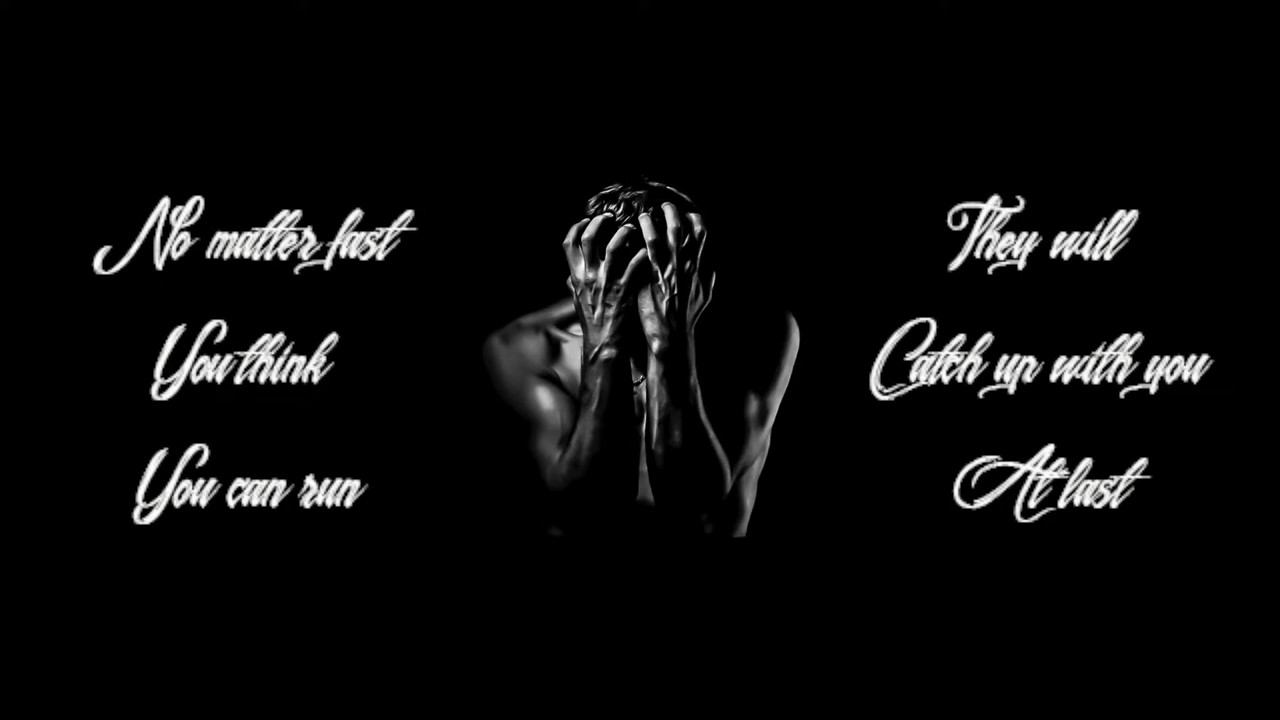 No matter fast
You think
You can run
They will
Catch up with you
At last